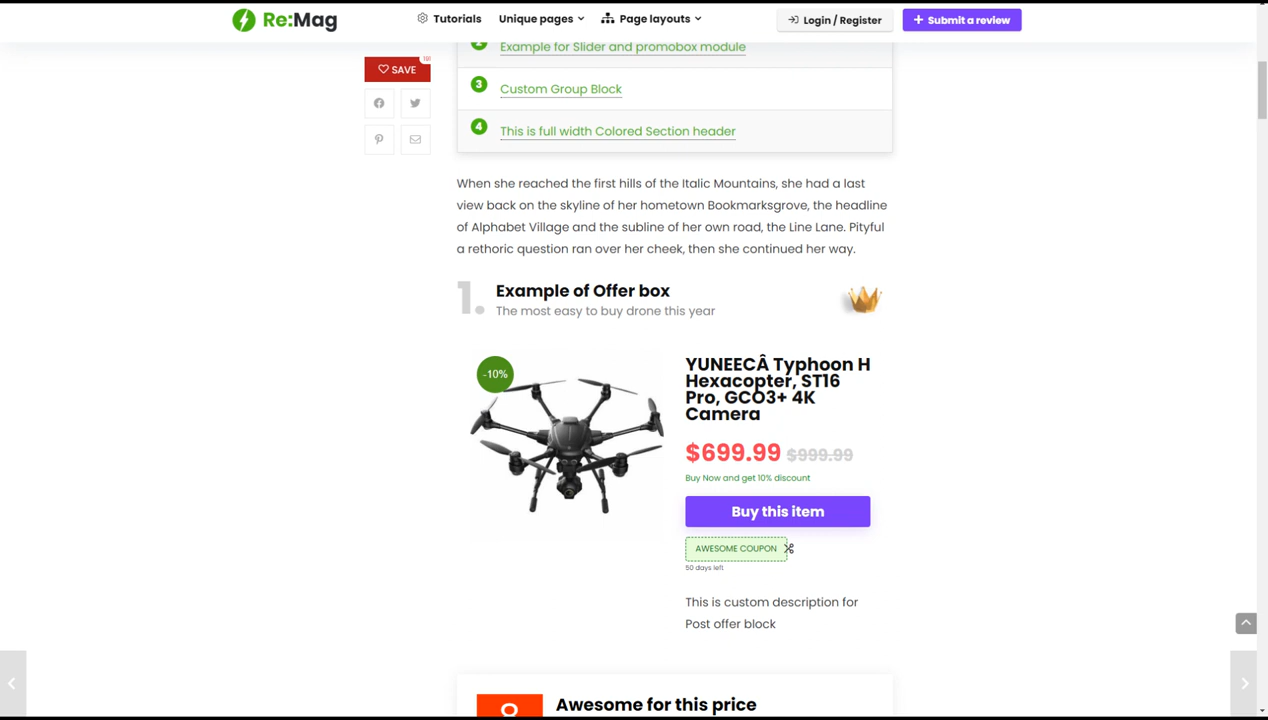 Re:Mag
Tutorials
Unique pages
Page layouts
Login / Register
Submit a review
SAVE
2 Example for Slider and promobox module
3 Custom Group Block
4 This is full width Colored Section header
When she reached the first hills of the Italic Mountains, she had a last
view back on the skyline of her hometown Bookmarksgrove, the headline
of Alphabet Village and the subline of her own road, the Line Lane. Pityful
a rethoric question ran over her cheek, then she continued her way.
1. Example of Offer box
The most easy to buy drone this year
-10%
YUNEECÂ Typhoon H
Hexacopter, ST16
Pro, GCO3+ 4K
Camera
$699.99 $999.99
Buy Now and get 10% discount
Buy this item
AWESOME COUPON
50 days left
This is custom description for
Post offer block
Awesome for this price